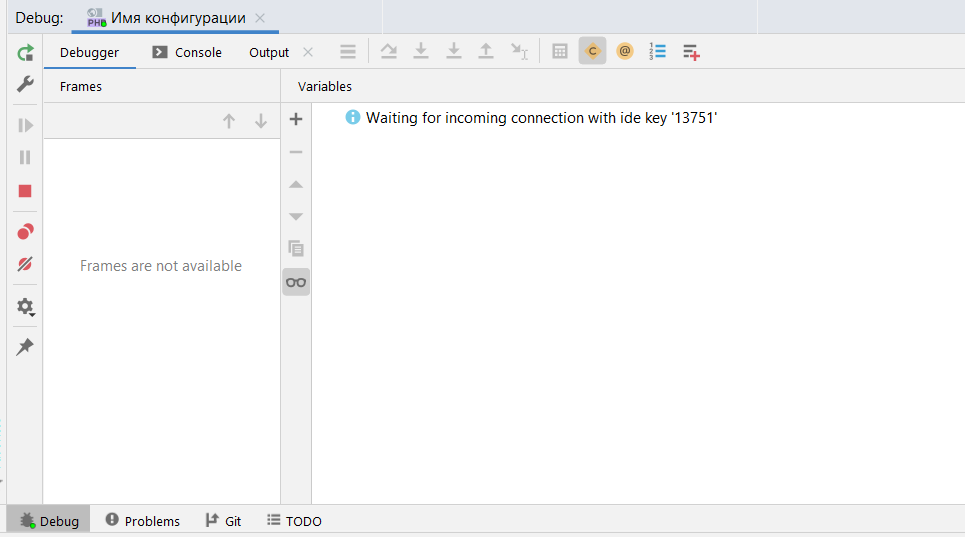 Debug: Имя конфигурации
Debugger Console Output
Frames Variables
Waiting for incoming connection with ide key '13751'
Frames are not available
Debug Problems Git TODO